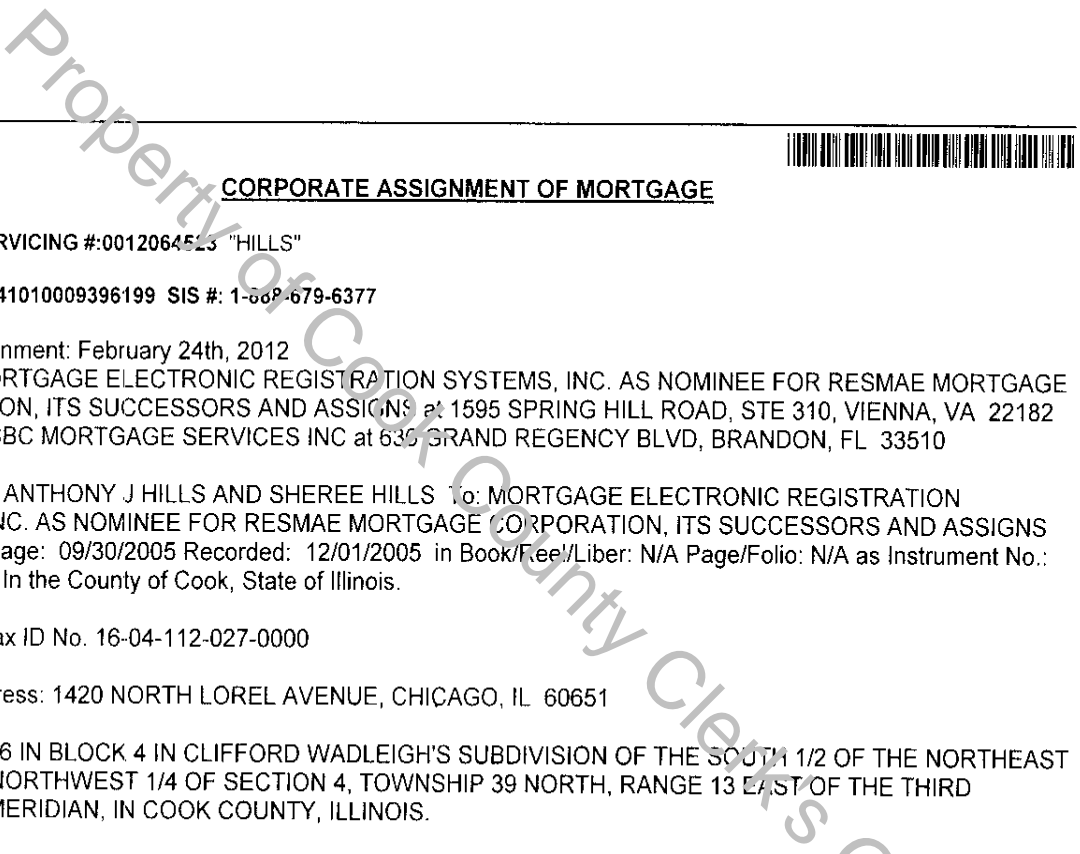 Property of Cook County Clerk's
CORPORATE ASSIGNMENT OF MORTGAGE
RVICING #:0012064523 "HILLS"
41010009396199 SIS #: 1-888-679-6377
nment: February 24th, 2012
ORTGAGE ELECTRONIC REGISTRATION SYSTEMS, INC. AS NOMINEE FOR RESMAE MORTGAGE
ON, ITS SUCCESSORS AND ASSIGNS at 1595 SPRING HILL ROAD, STE 310, VIENNA, VA 22182
SBC MORTGAGE SERVICES INC at 636 GRAND REGENCY BLVD, BRANDON, FL 33510
ANTHONY J HILLS AND SHEREE HILLS To: MORTGAGE ELECTRONIC REGISTRATION
NC. AS NOMINEE FOR RESMAE MORTGAGE CORPORATION, ITS SUCCESSORS AND ASSIGNS
age: 09/30/2005 Recorded: 12/01/2005 in Book/Reel/Liber: N/A Page/Folio: N/A as Instrument No.:
In the County of Cook, State of Illinois.
ax ID No. 16-04-112-027-0000
ress: 1420 NORTH LOREL AVENUE, CHICAGO, IL 60651
6 IN BLOCK 4 IN CLIFFORD WADLEIGH'S SUBDIVISION OF THE SOUTH 1/2 OF THE NORTHEAST
NORTHWEST 1/4 OF SECTION 4, TOWNSHIP 39 NORTH, RANGE 13 EAST OF THE THIRD
MERIDIAN, IN COOK COUNTY, ILLINOIS.